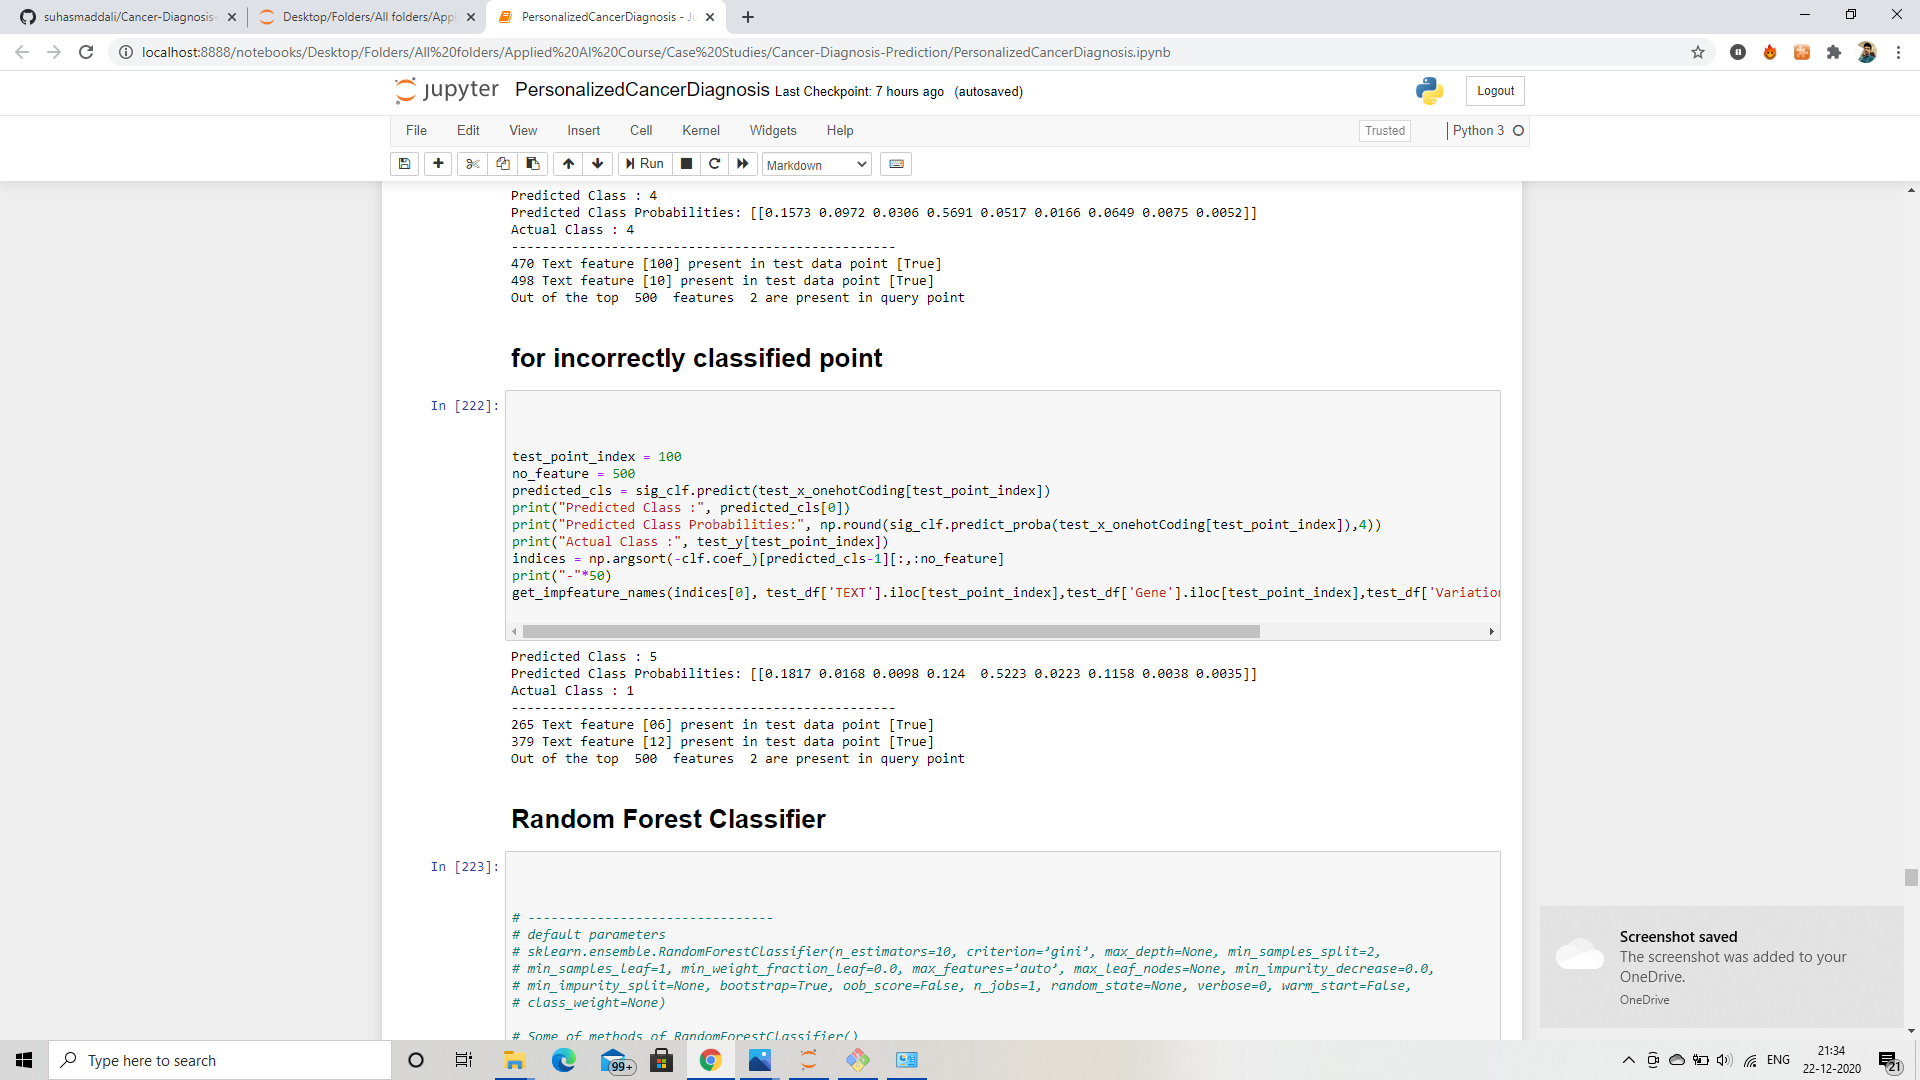 suhasmaddali/Cancer-Diagnosis-
Desktop/Folders/All folders/Appl
PersonalizedCancerDiagnosis - Ju
localhost:8888/notebooks/Desktop/Folders/All%20folders/Applied%20AI%20Course/Case%20Studies/Cancer-Diagnosis-Prediction/PersonalizedCancerDiagnosis.ipynb
jupyter PersonalizedCancerDiagnosis Last Checkpoint: 7 hours ago (autosaved)
Logout
File Edit View Insert Cell Kernel Widgets Help
Trusted
Python 3
Run
Markdown
Predicted Class : 4
Predicted Class Probabilities: [[0.1573 0.0972 0.0306 0.5691 0.0517 0.0166 0.0649 0.0075 0.0052]]
Actual Class : 4
--------------------------------------------------
470 Text feature [100] present in test data point [True]
498 Text feature [10] present in test data point [True]
Out of the top  500  features  2 are present in query point
for incorrectly classified point
In [222]:
test_point_index = 100
no_feature = 500
predicted_cls = sig_clf.predict(test_x_onehotCoding[test_point_index])
print("Predicted Class :", predicted_cls[0])
print("Predicted Class Probabilities:", np.round(sig_clf.predict_proba(test_x_onehotCoding[test_point_index]),4))
print("Actual Class :", test_y[test_point_index])
indices = np.argsort(-clf.coef_)[predicted_cls-1][:,:no_feature]
print("-"*50)
get_impfeature_names(indices[0], test_df['TEXT'].iloc[test_point_index],test_df['Gene'].iloc[test_point_index],test_df['Variation
Predicted Class : 5
Predicted Class Probabilities: [[0.1817 0.0168 0.0098 0.124  0.5223 0.0223 0.1158 0.0038 0.0035]]
Actual Class : 1
--------------------------------------------------
265 Text feature [06] present in test data point [True]
379 Text feature [12] present in test data point [True]
Out of the top  500  features  2 are present in query point
Random Forest Classifier
In [223]:
# --------------------------------
# default parameters
# sklearn.ensemble.RandomForestClassifier(n_estimators=10, criterion=’gini’, max_depth=None, min_samples_split=2,
# min_samples_leaf=1, min_weight_fraction_leaf=0.0, max_features=’auto’, max_leaf_nodes=None, min_impurity_decrease=0.0,
# min_impurity_split=None, bootstrap=True, oob_score=False, n_jobs=1, random_state=None, verbose=0, warm_start=False,
# class_weight=None)
# Some of methods of RandomForestClassifier()
Screenshot saved
The screenshot was added to your
OneDrive.
OneDrive
Type here to search
99+
ENG
21:34
22-12-2020
21